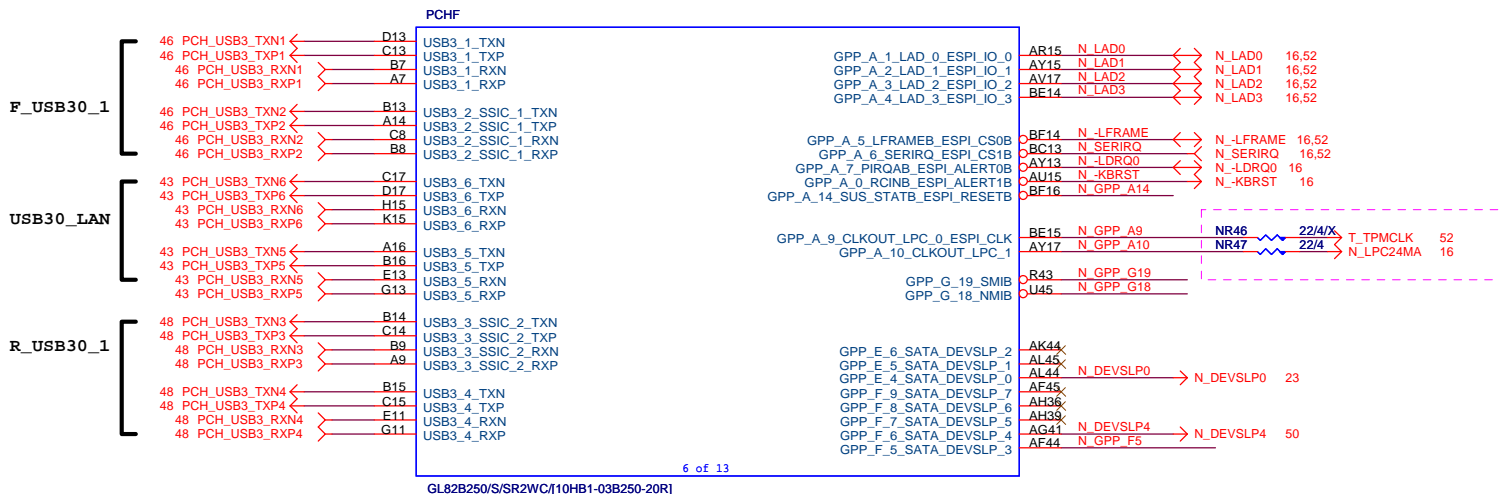 PCHF
F_USB30_1
46 PCH_USB3_TXN1 D13 USB3_1_TXN
46 PCH_USB3_TXP1 C13 USB3_1_TXP
46 PCH_USB3_RXN1 B7 USB3_1_RXN
46 PCH_USB3_RXP1 A7 USB3_1_RXP
46 PCH_USB3_TXN2 B13 USB3_2_SSIC_1_TXN
46 PCH_USB3_TXP2 A14 USB3_2_SSIC_1_TXP
46 PCH_USB3_RXN2 C8 USB3_2_SSIC_1_RXN
46 PCH_USB3_RXP2 B8 USB3_2_SSIC_1_RXP
USB30_LAN
43 PCH_USB3_TXN6 C17 USB3_6_TXN
43 PCH_USB3_TXP6 D17 USB3_6_TXP
43 PCH_USB3_RXN6 H15 USB3_6_RXN
43 PCH_USB3_RXP6 K15 USB3_6_RXP
43 PCH_USB3_TXN5 A16 USB3_5_TXN
43 PCH_USB3_TXP5 B16 USB3_5_TXP
43 PCH_USB3_RXN5 E13 USB3_5_RXN
43 PCH_USB3_RXP5 G13 USB3_5_RXP
R_USB30_1
48 PCH_USB3_TXN3 B14 USB3_3_SSIC_2_TXN
48 PCH_USB3_TXP3 C14 USB3_3_SSIC_2_TXP
48 PCH_USB3_RXN3 B9 USB3_3_SSIC_2_RXN
48 PCH_USB3_RXP3 A9 USB3_3_SSIC_2_RXP
48 PCH_USB3_TXN4 B15 USB3_4_TXN
48 PCH_USB3_TXP4 C15 USB3_4_TXP
48 PCH_USB3_RXN4 E11 USB3_4_RXN
48 PCH_USB3_RXP4 G11 USB3_4_RXP
GPP_A_1_LAD_0_ESPI_IO_0 AR15 N_LAD0 N_LAD0 16,52
GPP_A_2_LAD_1_ESPI_IO_1 AY15 N_LAD1 N_LAD1 16,52
GPP_A_3_LAD_2_ESPI_IO_2 AV17 N_LAD2 N_LAD2 16,52
GPP_A_4_LAD_3_ESPI_IO_3 BE14 N_LAD3 N_LAD3 16,52
GPP_A_5_LFRAMEB_ESPI_CS0B BF14 N_-LFRAME N_-LFRAME 16,52
GPP_A_6_SERIRQ_ESPI_CS1B BC13 N_SERIRQ N_SERIRQ 16,52
GPP_A_7_PIRQAB_ESPI_ALERT0B AY13 N_-LDRQ0 N_-LDRQ0 16
GPP_A_0_RCINB_ESPI_ALERT1B AU15 N_-KBRST N_-KBRST 16
GPP_A_14_SUS_STATB_ESPI_RESETB BF16 N_GPP_A14
GPP_A_9_CLKOUT_LPC_0_ESPI_CLK BE15 N_GPP_A9 NR46 22/4/X T_TPMCLK 52
GPP_A_10_CLKOUT_LPC_1 AY17 N_GPP_A10 NR47 22/4 N_LPC24MA 16
GPP_G_19_SMIB R43 N_GPP_G19
GPP_G_18_NMIB U45 N_GPP_G18
GPP_E_6_SATA_DEVSLP_2 AK44
GPP_E_5_SATA_DEVSLP_1 AL45
GPP_E_4_SATA_DEVSLP_0 AL44 N_DEVSLP0 N_DEVSLP0 23
GPP_F_9_SATA_DEVSLP_7 AF45
GPP_F_8_SATA_DEVSLP_6 AH36
GPP_F_7_SATA_DEVSLP_5 AH39
GPP_F_6_SATA_DEVSLP_4 AG41 N_DEVSLP4 N_DEVSLP4 50
GPP_F_5_SATA_DEVSLP_3 AF44 N_GPP_F5
6 of 13
GL82B250/S/SR2WC/[10HB1-03B250-20R]